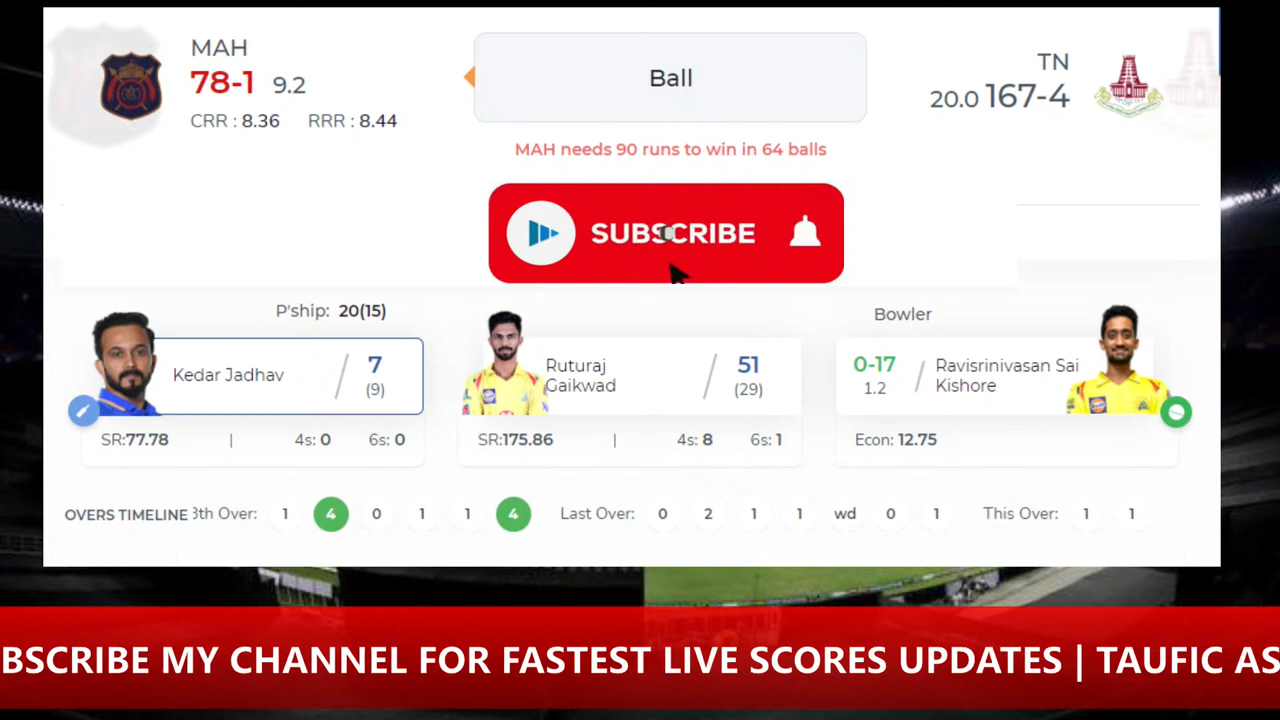 MAH
78-1 9.2
CRR : 8.36 RRR : 8.44
Ball
MAH needs 90 runs to win in 64 balls
TN
20.0 167-4
SUBSCRIBE
P'ship: 20(15)
Kedar Jadhav 7
(9)
SR:77.78 | 4s: 0 6s: 0
Ruturaj
Gaikwad
51
(29)
SR:175.86 | 4s: 8 6s: 1
Bowler
0-17
1.2
Ravisrinivasan Sai
Kishore
Econ: 12.75
OVERS TIMELINE 3th Over: 1 4 0 1 1 4 Last Over: 0 2 1 1 wd 0 1 This Over: 1 1
BSCRIBE MY CHANNEL FOR FASTEST LIVE SCORES UPDATES | TAUFIC AS